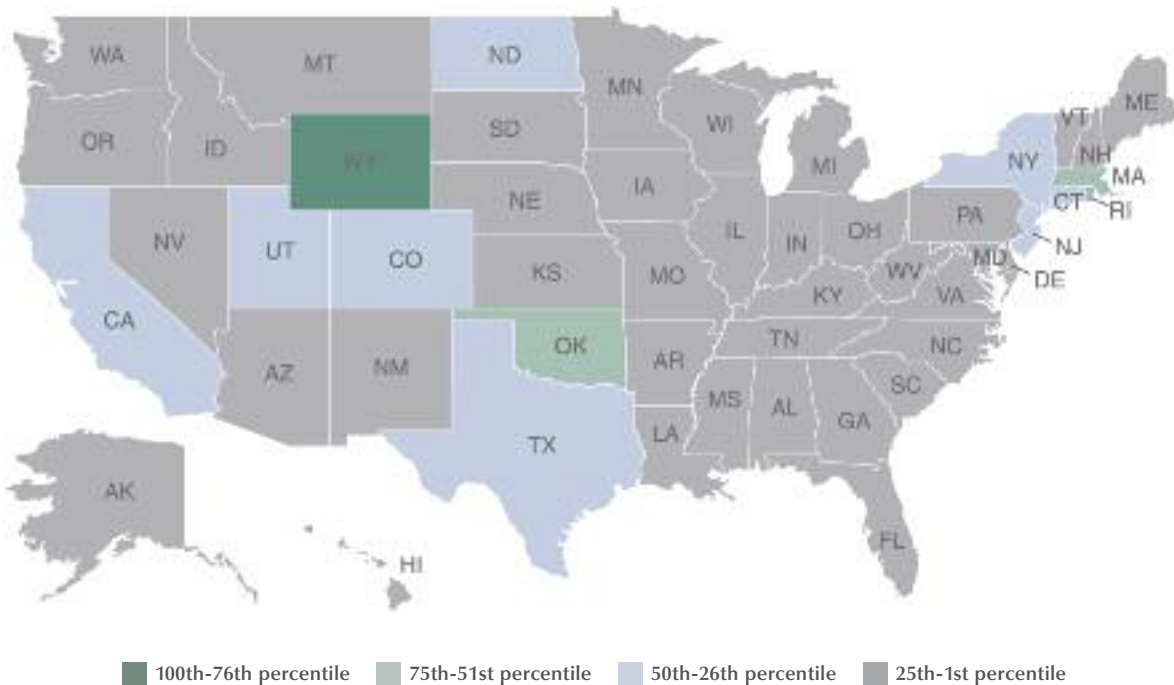 WA
MT
ND
MN
ME
VT
OR
ID
WY
SD
WI
MI
NY
NH
MA
CT
RI
NV
UT
CO
NE
IA
IL
IN
OH
PA
NJ
MD
DE
CA
KS
MO
KY
WV
VA
AZ
NM
OK
AR
TN
NC
SC
TX
LA
MS
AL
GA
AK
HI
FL
100th-76th percentile 75th-51st percentile 50th-26th percentile 25th-1st percentile